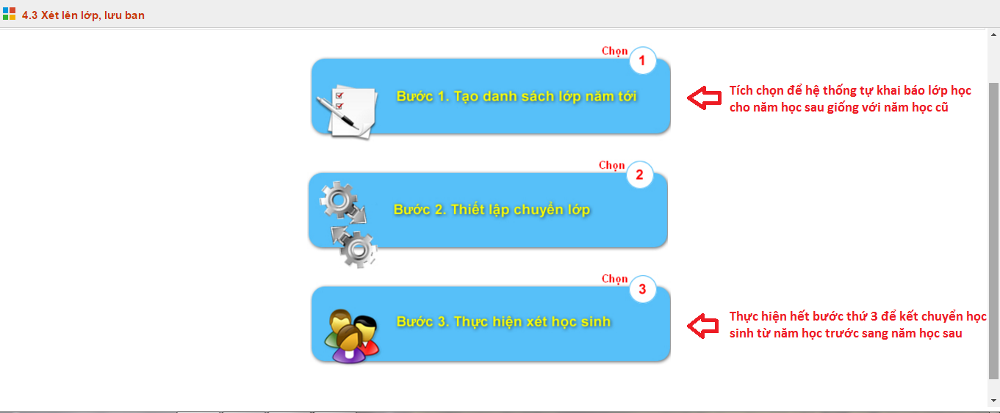 4.3 Xét lên lớp, lưu ban
Chọn
1
Bước 1. Tạo danh sách lớp năm tới
Tích chọn để hệ thống tự khai báo lớp học
cho năm học sau giống với năm học cũ
Chọn
2
Bước 2. Thiết lập chuyển lớp
Chọn
3
Bước 3. Thực hiện xét học sinh
Thực hiện hết bước thứ 3 để kết chuyển học
sinh từ năm học trước sang năm học sau